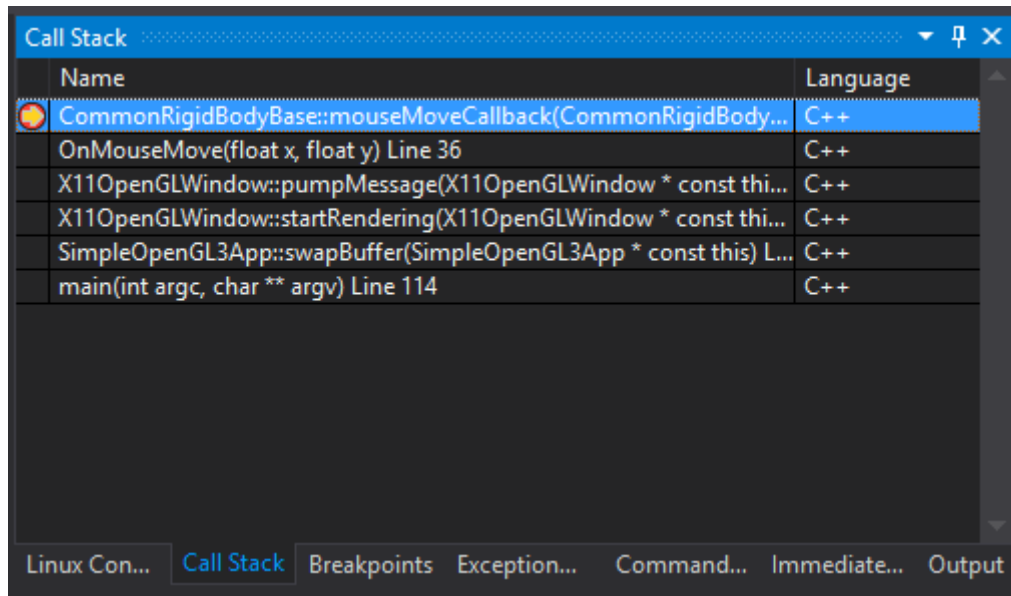 Call Stack
Name Language
CommonRigidBodyBase::mouseMoveCallback(CommonRigidBody... C++
OnMouseMove(float x, float y) Line 36 C++
X11OpenGLWindow::pumpMessage(X11OpenGLWindow * const thi... C++
X11OpenGLWindow::startRendering(X11OpenGLWindow * const thi... C++
SimpleOpenGL3App::swapBuffer(SimpleOpenGL3App * const this) L... C++
main(int argc, char ** argv) Line 114 C++
Linux Con... Call Stack Breakpoints Exception... Command... Immediate... Output